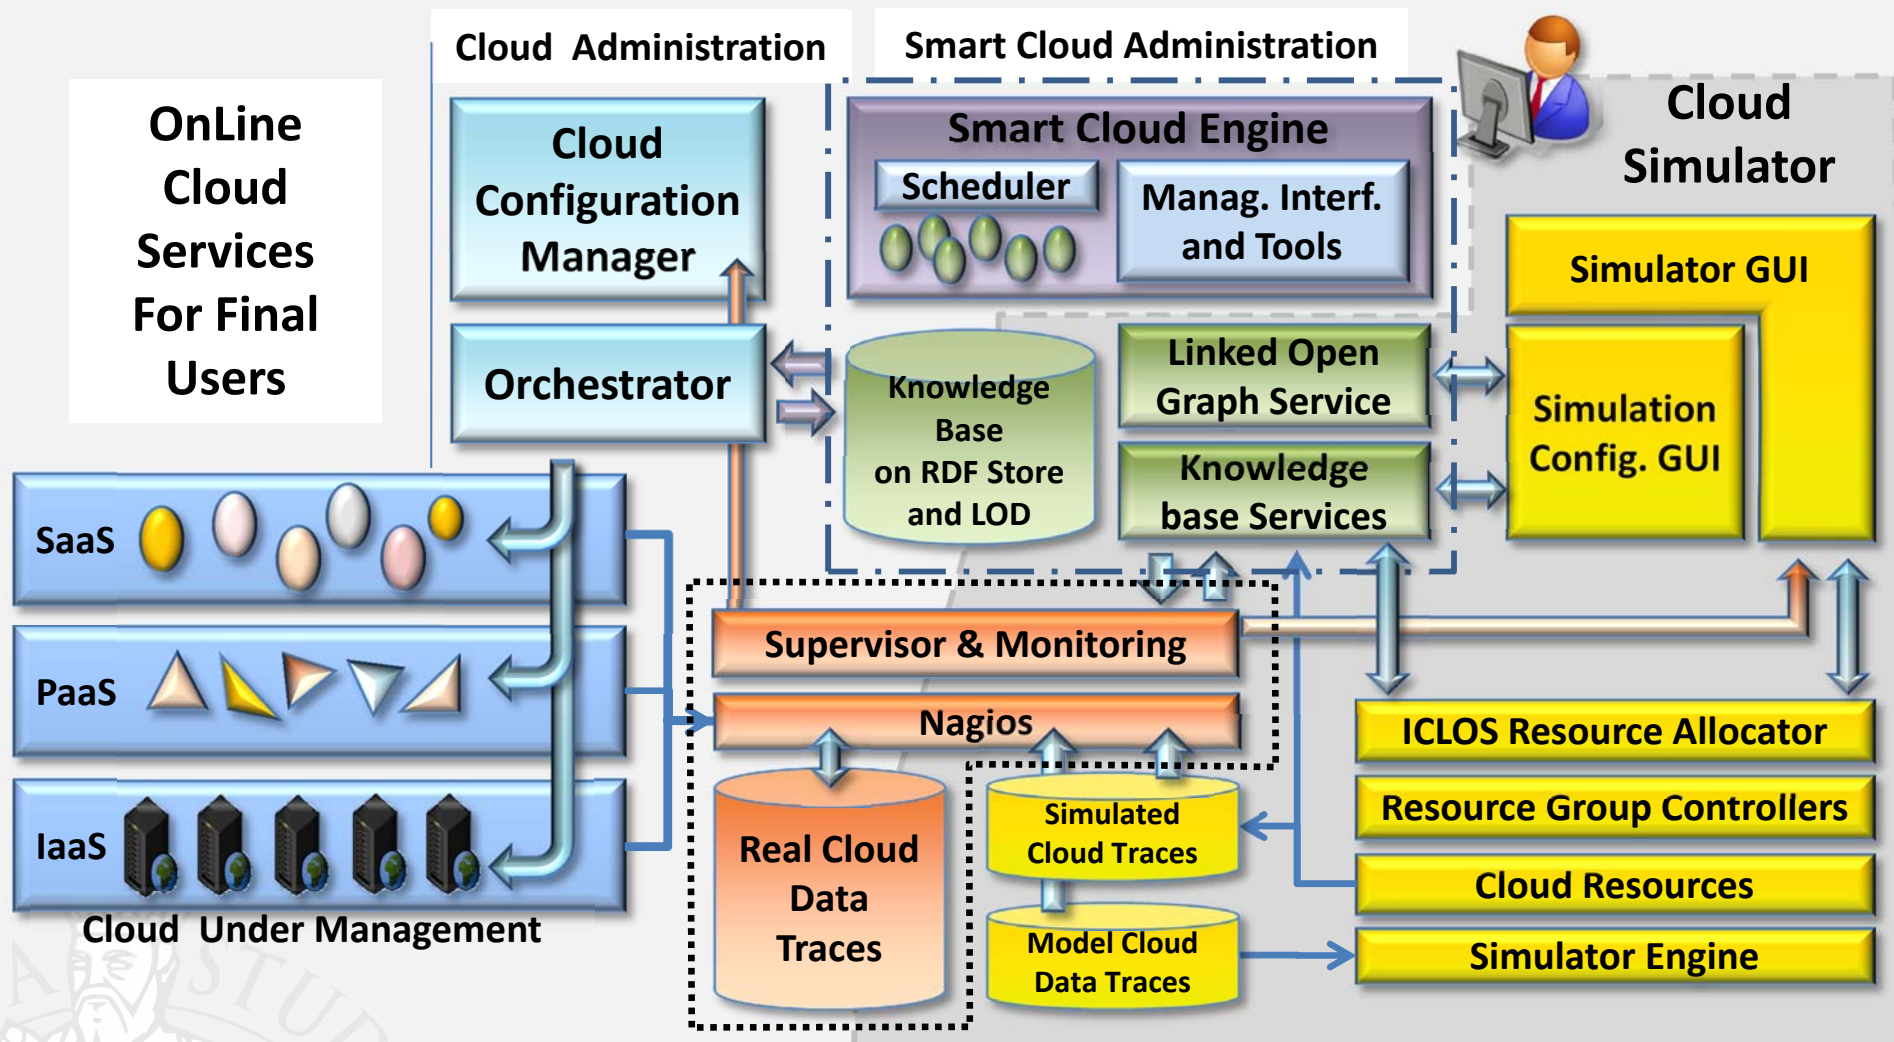 Cloud Administration
Smart Cloud Administration
OnLine
Cloud
Services
For Final
Users
Cloud
Configuration
Manager
Orchestrator
Smart Cloud Engine
Scheduler
Manag. Interf.
and Tools
Cloud
Simulator
Simulator GUI
Simulation
Config. GUI
Knowledge
Base
on RDF Store
and LOD
Linked Open
Graph Service
Knowledge
base Services
SaaS
PaaS
IaaS
Cloud Under Management
Supervisor & Monitoring
Nagios
Real Cloud
Data
Traces
Simulated
Cloud Traces
Model Cloud
Data Traces
ICLOS Resource Allocator
Resource Group Controllers
Cloud Resources
Simulator Engine